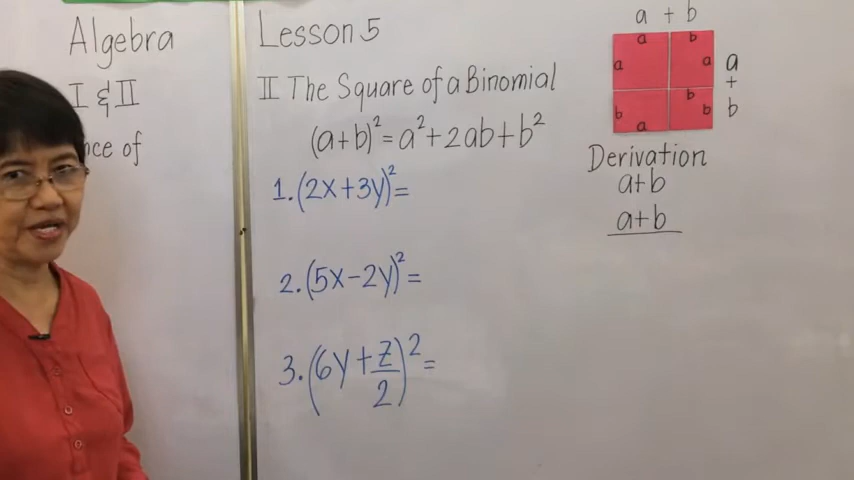 Algebra
I & II
nce of
Lesson 5
II The Square of a Binomial
(a+b)²=a²+2ab+b²
1.(2x+3y)²=
2.(5x-2y)²=
3.(6y+z/2)²=
a + b
a b
a a
b
b b
a
a
+
b
Derivation
a+b
a+b